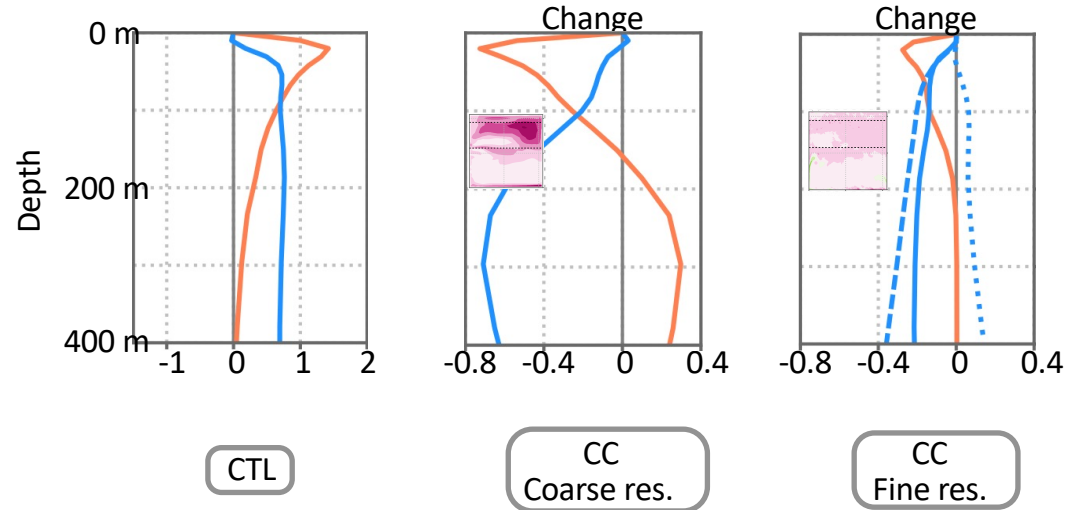 Change
Change
0 m
200 m
400 m
Depth
-1
0
1
2
-0.8
-0.4
0
0.4
-0.8
-0.4
0
0.4
CTL
CC
Coarse res.
CC
Fine res.